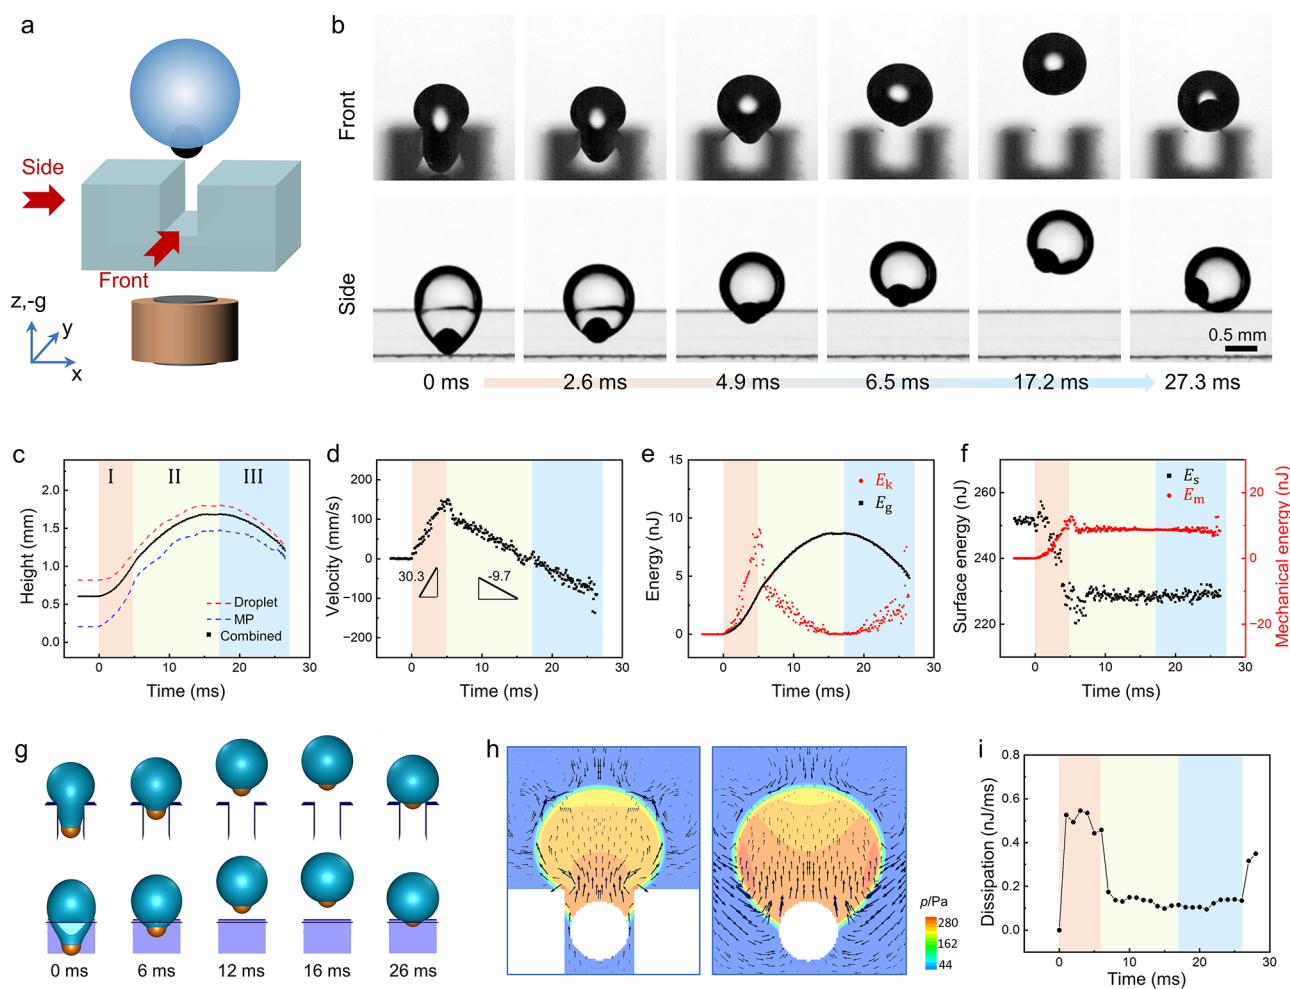 a
Side
Front
z,-g
y
x
b
Front
Side
0.5 mm
0 ms
2.6 ms
4.9 ms
6.5 ms
17.2 ms
27.3 ms
c
I
II
III
2.0
1.5
1.0
0.5
0.0
Height (mm)
Droplet
MP
Combined
0
10
20
30
Time (ms)
d
200
150
100
50
0
−50
−100
−200
Velocity (mm/s)
30.3
-9.7
0
10
20
30
Time (ms)
e
15
10
5
0
Energy (nJ)
Ek
Eg
0
10
20
30
Time (ms)
f
260
250
240
220
Surface energy (nJ)
Es
Em
20
0
−20
Mechanical energy (nJ)
0
10
20
30
Time (ms)
g
0 ms
6 ms
12 ms
16 ms
26 ms
h
p/Pa
280
162
44
i
0.8
0.6
0.4
0.2
0.0
Dissipation (nJ/ms)
0
10
20
30
Time (ms)